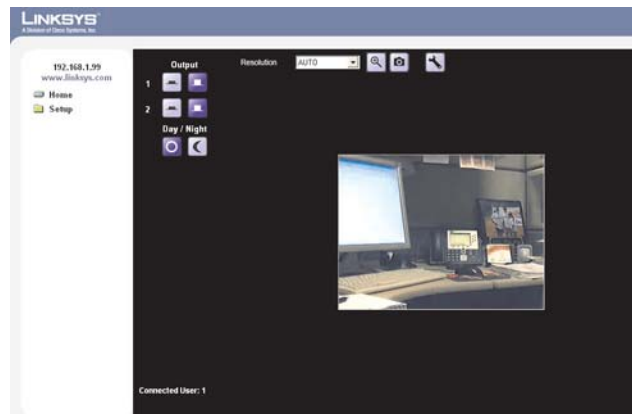 LINKSYS®
A Division of Cisco Systems, Inc.
192.168.1.99
www.linksys.com
Home
Setup
Output
1
2
Day / Night
Resolution AUTO
Connected User: 1